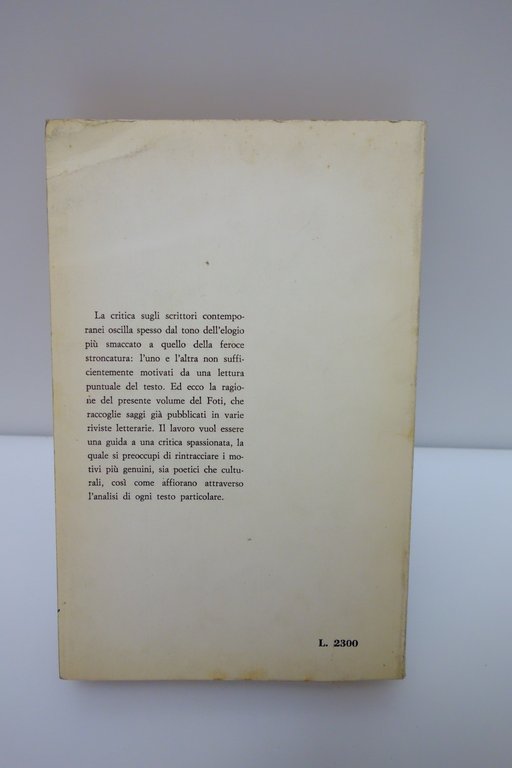 La critica sugli scrittori contempo-
ranei oscilla spesso dal tono dell'elogio
più smaccato a quello della feroce
stroncatura: l'uno e l'altra non suffi-
cientemente motivati da una lettura
puntuale del testo. Ed ecco la ragio-
ne del presente volume del Foti, che
raccoglie saggi già pubblicati in varie
riviste letterarie. Il lavoro vuol essere
una guida a una critica spassionata, la
quale si preoccupi di rintracciare i mo-
tivi più genuini, sia poetici che cultu-
rali, così come affiorano attraverso
l'analisi di ogni testo particolare.
L. 2300